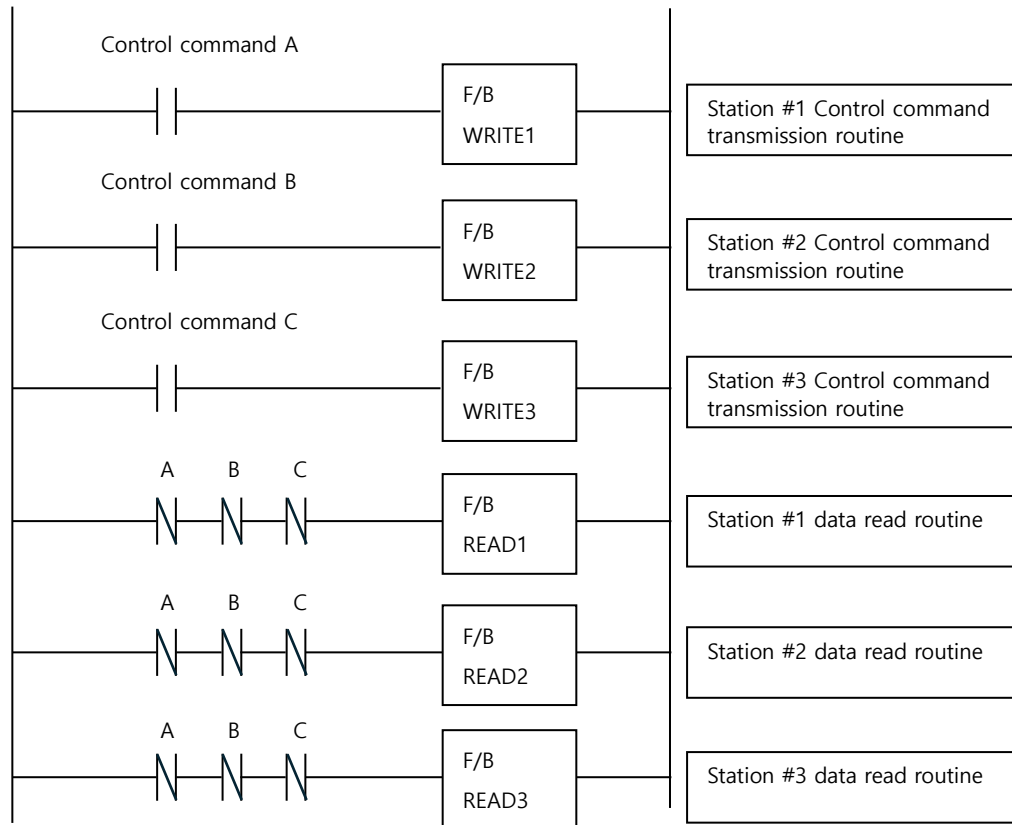 Control command A
F/B
WRITE1
Station #1 Control command
transmission routine
Control command B
F/B
WRITE2
Station #2 Control command
transmission routine
Control command C
F/B
WRITE3
Station #3 Control command
transmission routine
A B C
F/B
READ1
Station #1 data read routine
A B C
F/B
READ2
Station #2 data read routine
A B C
F/B
READ3
Station #3 data read routine